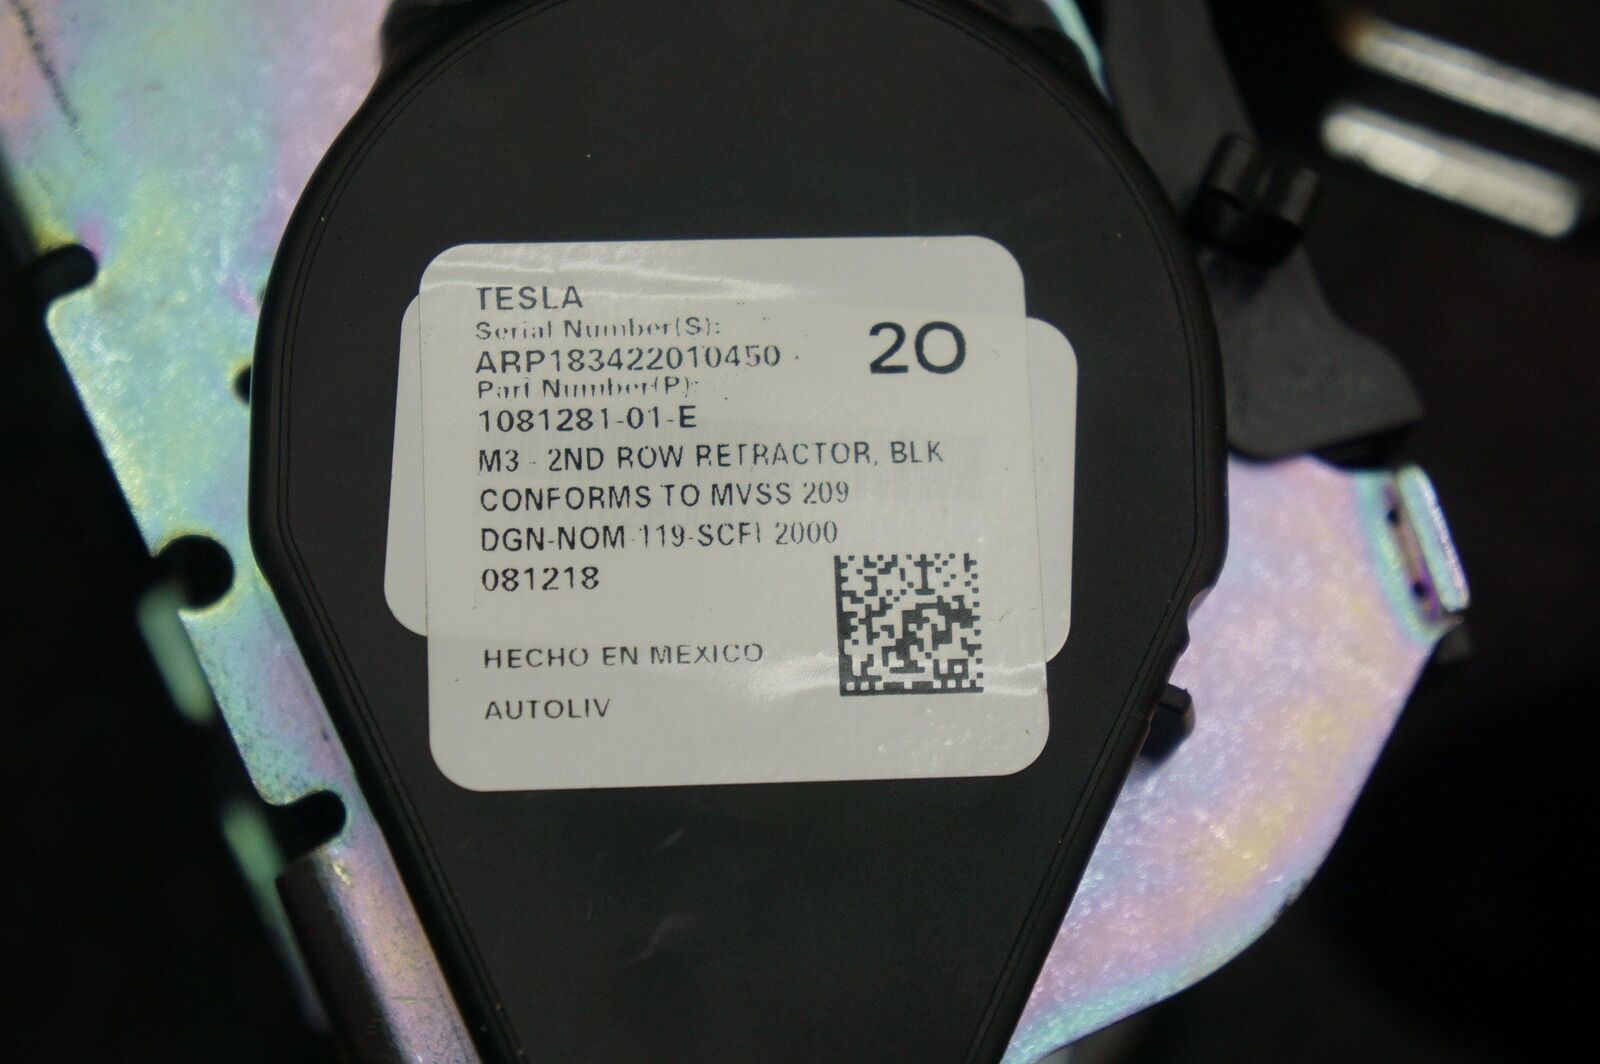 TESLA
Serial Number(S):
ARP183422010450
20
Part Number(P):
1081281-01-E
M3 - 2ND ROW RETRACTOR, BLK
CONFORMS TO MVSS 209
DGN-NOM-119-SCFI 2000
081218
HECHO EN MEXICO
AUTOLIV